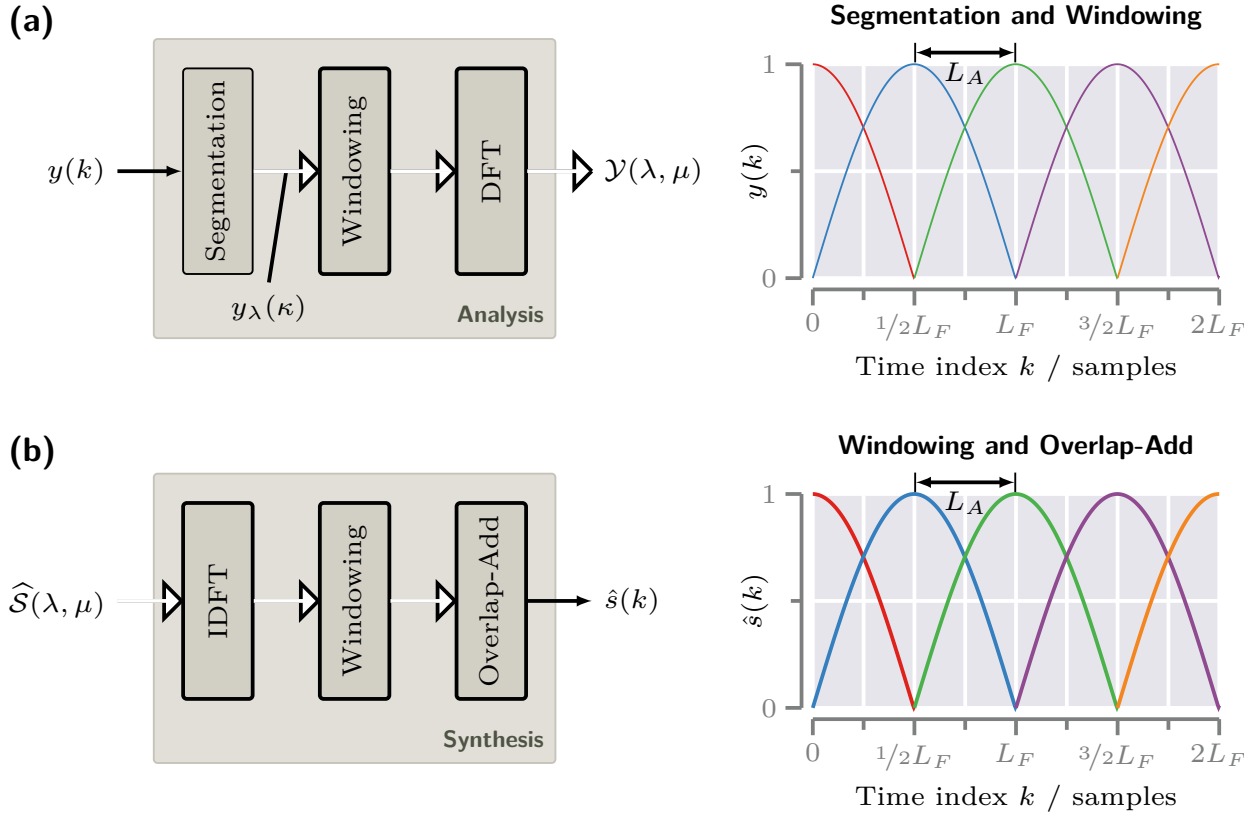 (a)
y(k)
Segmentation
Windowing
DFT
𝒴(λ, μ)
y_λ(κ)
Analysis
Segmentation and Windowing
L_A
y(k)
1
0
0
1/2L_F
L_F
3/2L_F
2L_F
Time index k / samples
(b)
𝒮̂(λ, μ)
IDFT
Windowing
Overlap-Add
ŝ(k)
Synthesis
Windowing and Overlap-Add
L_A
ŝ(k)
1
0
0
1/2L_F
L_F
3/2L_F
2L_F
Time index k / samples